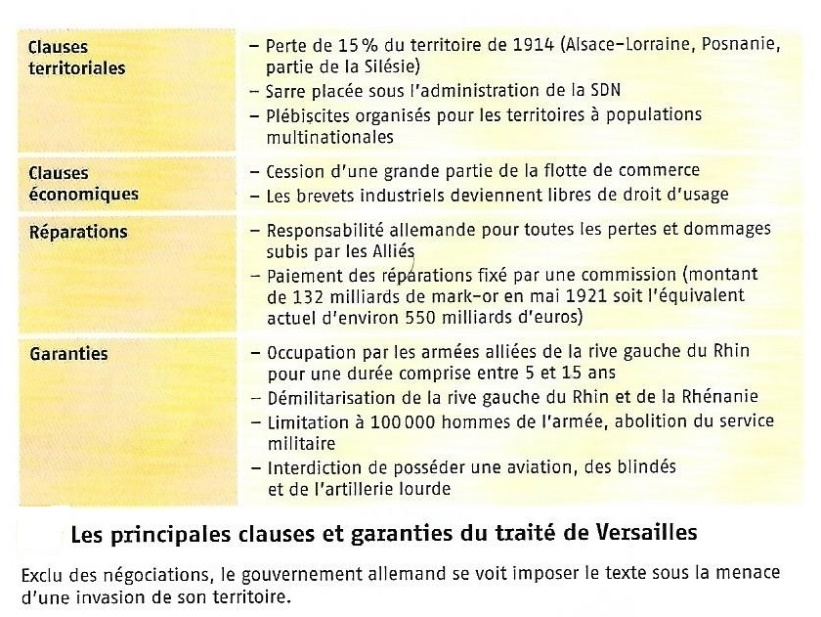 Clauses
territoriales
– Perte de 15 % du territoire de 1914 (Alsace-Lorraine, Posnanie,
partie de la Silésie)
– Sarre placée sous l'administration de la SDN
– Plébiscites organisés pour les territoires à populations
multinationales
Clauses
économiques
– Cession d'une grande partie de la flotte de commerce
– Les brevets industriels deviennent libres de droit d'usage
Réparations
– Responsabilité allemande pour toutes les pertes et dommages
subis par les Alliés
– Paiement des réparations fixé par une commission (montant
de 132 milliards de mark-or en mai 1921 soit l'équivalent
actuel d'environ 550 milliards d'euros)
Garanties
– Occupation par les armées alliées de la rive gauche du Rhin
pour une durée comprise entre 5 et 15 ans
– Démilitarisation de la rive gauche du Rhin et de la Rhénanie
– Limitation à 100 000 hommes de l'armée, abolition du service
militaire
– Interdiction de posséder une aviation, des blindés
et de l'artillerie lourde
Les principales clauses et garanties du traité de Versailles
Exclu des négociations, le gouvernement allemand se voit imposer le texte sous la menace
d'une invasion de son territoire.